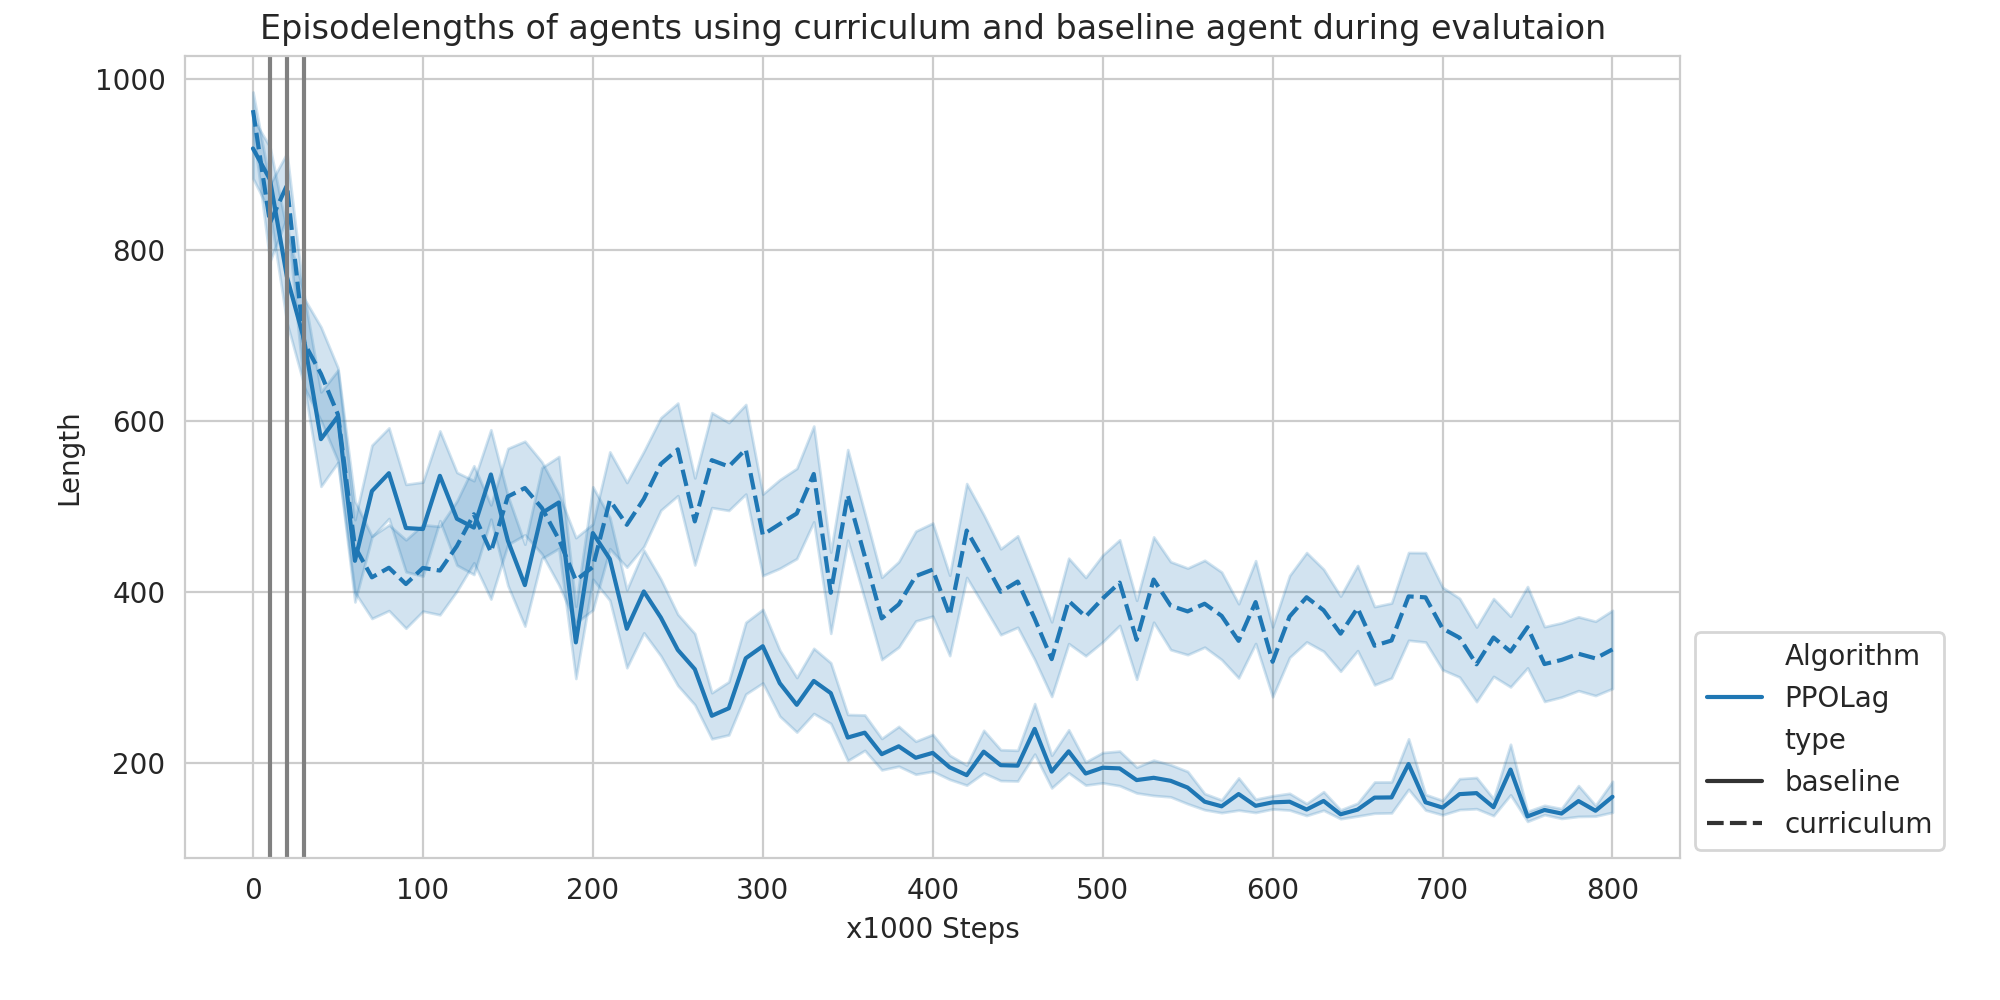 Episodelengths of agents using curriculum and baseline agent during evalutaion
1000
800
600
400
200
Length
0 100 200 300 400 500 600 700 800
x1000 Steps
Algorithm
PPOLag
type
baseline
curriculum